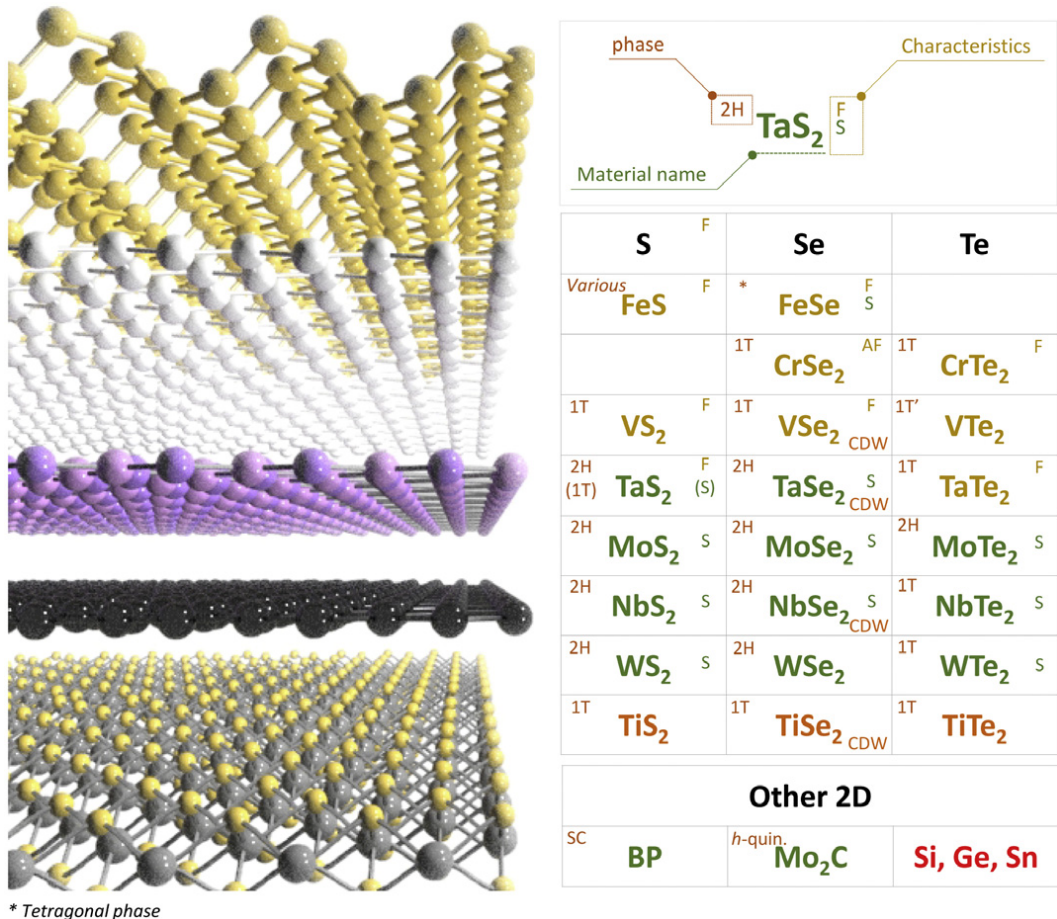 phase
Characteristics
2H
TaS₂
F
S
Material name
S F
Se
Te
Various FeS F
* FeSe F S
1T CrSe₂ AF
1T CrTe₂ F
1T VS₂ F
1T VSe₂ F CDW
1T’ VTe₂
2H (1T) TaS₂ F (S)
2H TaSe₂ S CDW
1T TaTe₂ F
2H MoS₂ S
2H MoSe₂ S
2H MoTe₂ S
2H NbS₂ S
2H NbSe₂ S CDW
1T NbTe₂ S
2H WS₂ S
2H WSe₂
1T WTe₂ S
1T TiS₂
1T TiSe₂ CDW
1T TiTe₂
Other 2D
SC BP
h-quin. Mo₂C
Si, Ge, Sn
* Tetragonal phase